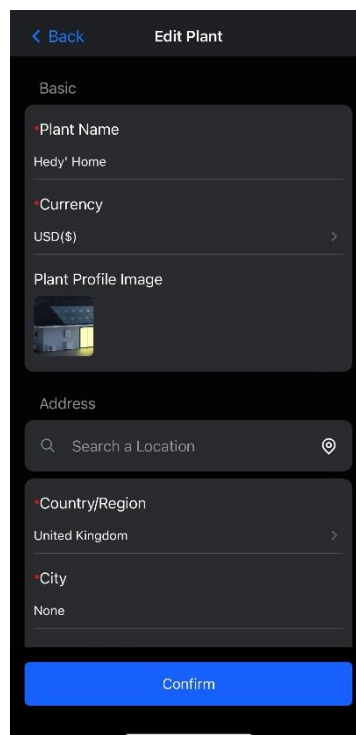 Back Edit Plant
Basic
*Plant Name
Hedy' Home
*Currency
USD($)
Plant Profile Image
Address
Search a Location
*Country/Region
United Kingdom
*City
None
Confirm